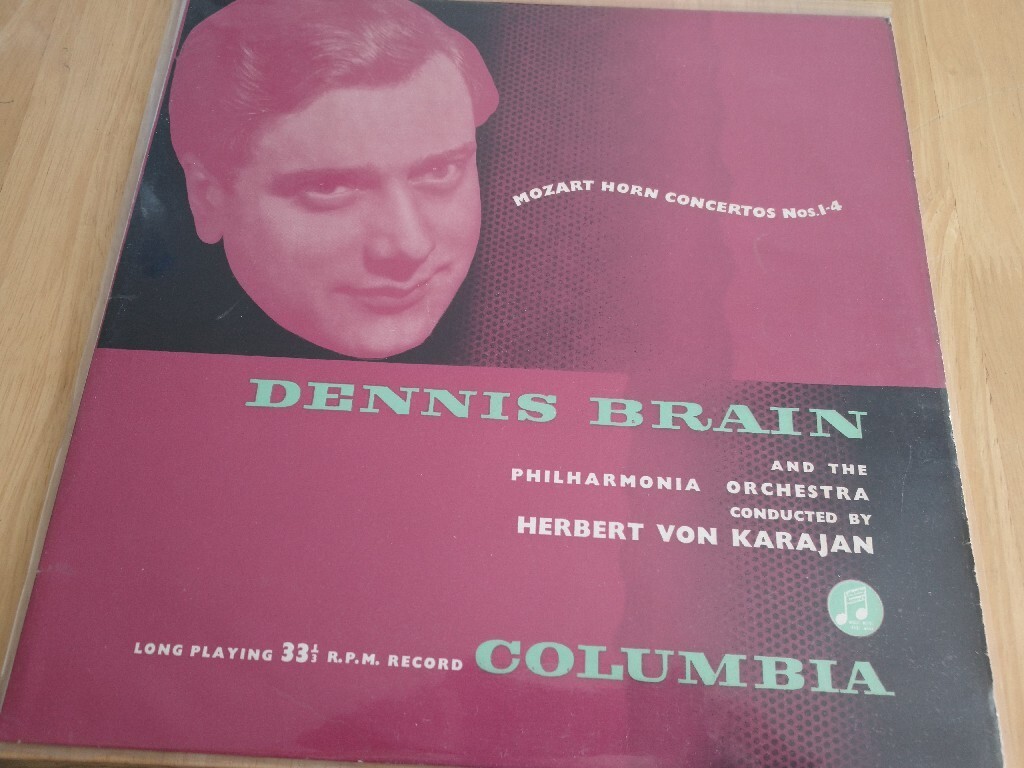 MOZART HORN CONCERTOS Nos.1-4
DENNIS BRAIN
AND THE
PHILHARMONIA ORCHESTRA
CONDUCTED BY
HERBERT VON KARAJAN
LONG PLAYING 33⅓ R.P.M. RECORD
COLUMBIA